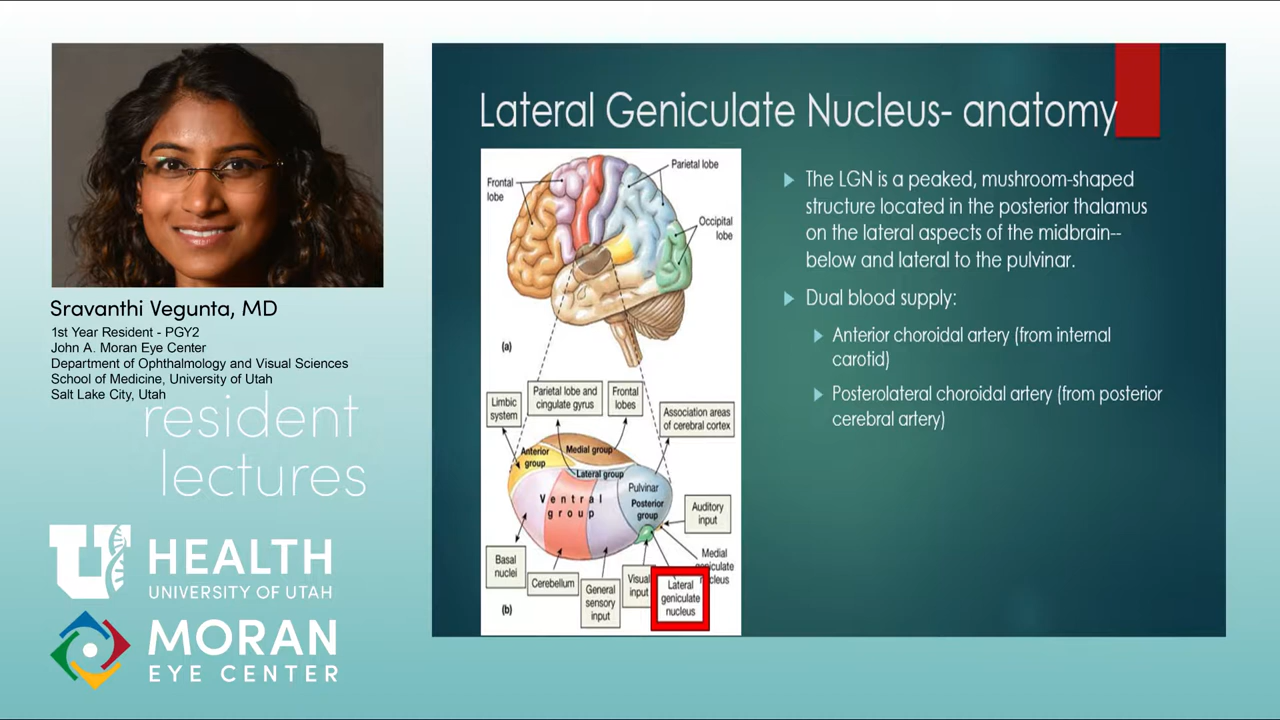 Sravanthi Vegunta, MD
1st Year Resident - PGY2
John A. Moran Eye Center
Department of Ophthalmology and Visual Sciences
School of Medicine, University of Utah
Salt Lake City, Utah
resident
lectures
U HEALTH
UNIVERSITY OF UTAH
MORAN
EYE CENTER
Lateral Geniculate Nucleus- anatomy
Frontal
lobe
Parietal lobe
Occipital
lobe
(a)
Limbic
system
Parietal lobe and
cingulate gyrus
Frontal
lobes
Association areas
of cerebral cortex
Anterior
group
Medial group
Lateral group
Ventral
group
Pulvinar
Posterior
group
Auditory
input
Medial
geniculate
nucleus
Basal
nuclei
Cerebellum
General
sensory
input
Visual
input
Lateral
geniculate
nucleus
(b)
The LGN is a peaked, mushroom-shaped
structure located in the posterior thalamus
on the lateral aspects of the midbrain--
below and lateral to the pulvinar.
Dual blood supply:
Anterior choroidal artery (from internal
carotid)
Posterolateral choroidal artery (from posterior
cerebral artery)